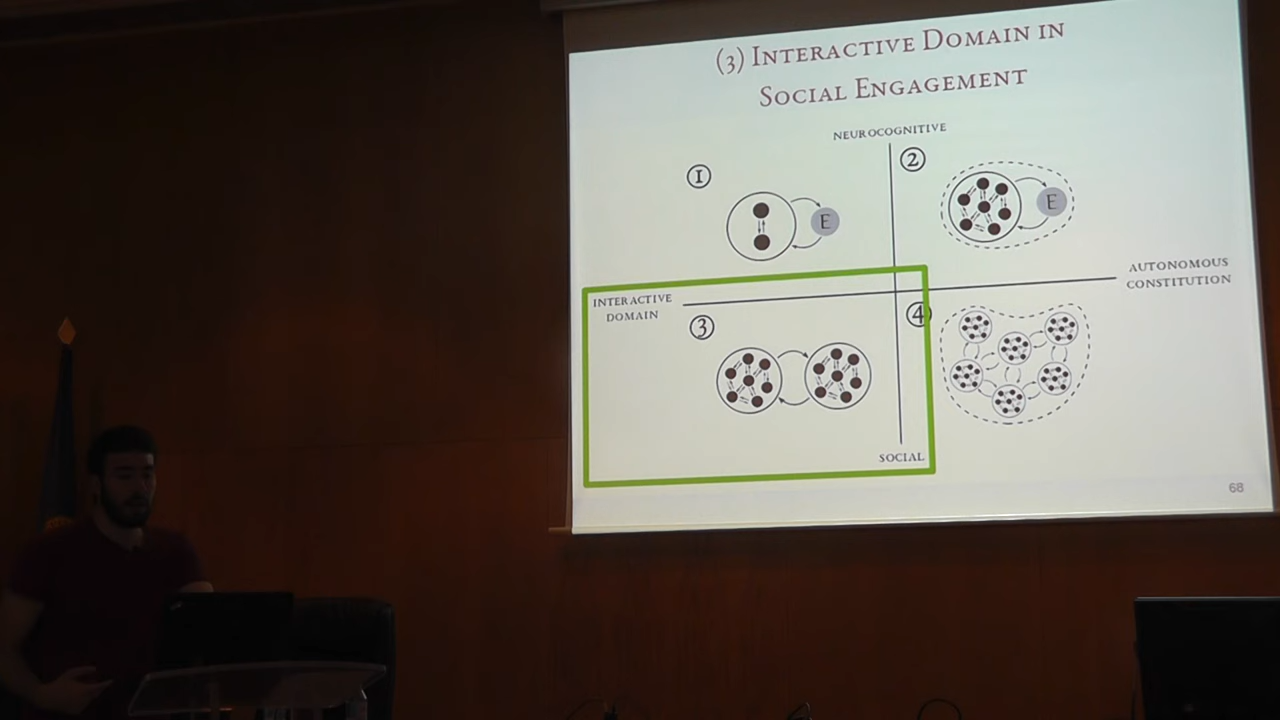 (3) Interactive Domain in
Social Engagement
NEUROCOGNITIVE
1
2
E
E
AUTONOMOUS
CONSTITUTION
INTERACTIVE
DOMAIN
3
4
SOCIAL
68